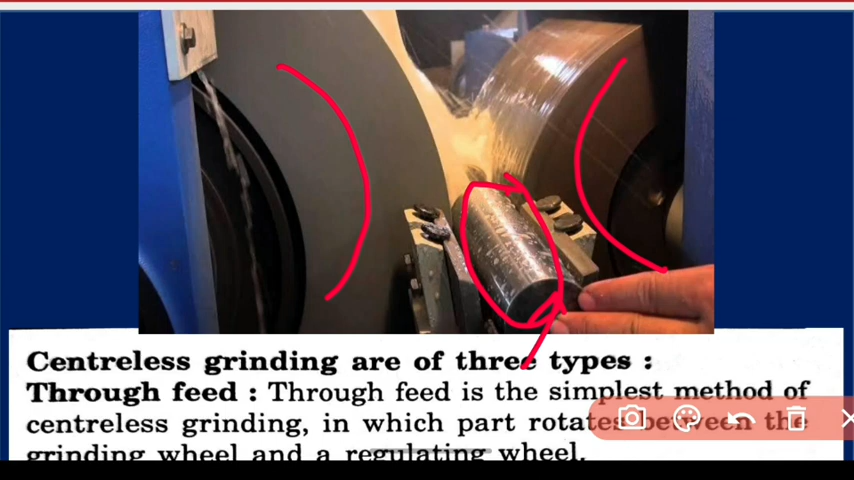 Centreless grinding are of three types :
Through feed : Through feed is the simplest method of
centreless grinding, in which part rotates between the
grinding wheel and a regulating wheel.